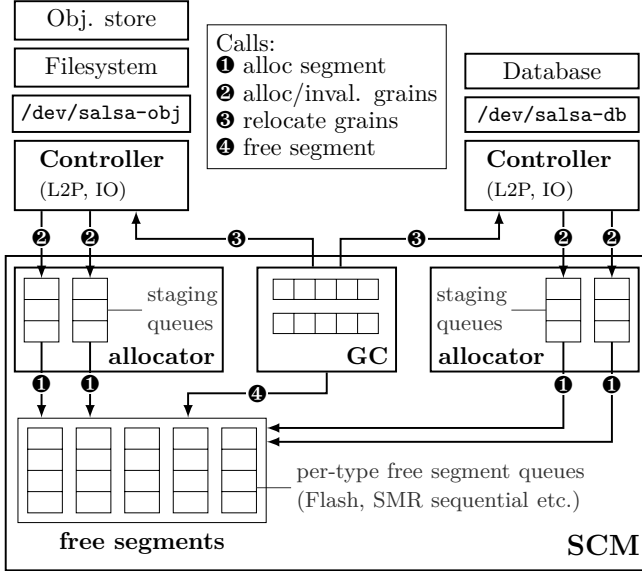 Obj. store
Filesystem
/dev/salsa-obj
Controller
(L2P, IO)
Calls:
❶ alloc segment
❷ alloc/inval. grains
❸ relocate grains
❹ free segment
Database
/dev/salsa-db
Controller
(L2P, IO)
❷ ❷
❸ ❸
❷ ❷
staging
queues
allocator
GC
staging
queues
allocator
❶ ❶
❹
❶ ❶
per-type free segment queues
(Flash, SMR sequential etc.)
free segments
SCM